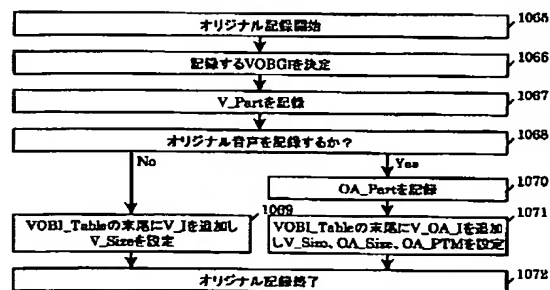 オリジナル記録開始 1065
記録するVOBGIを決定 1066
V_Partを記録 1067
オリジナル音声を記録するか? 1068
No
Yes
OA_Partを記録 1070
1069
VOBI_Tableの末尾にV_Iを追加し
V_Sizeを設定
1071
VOBI_Tableの末尾にV_OA_Iを追加
しV_Size、OA_Size、OA_PTMを設定
オリジナル記録終了 1072